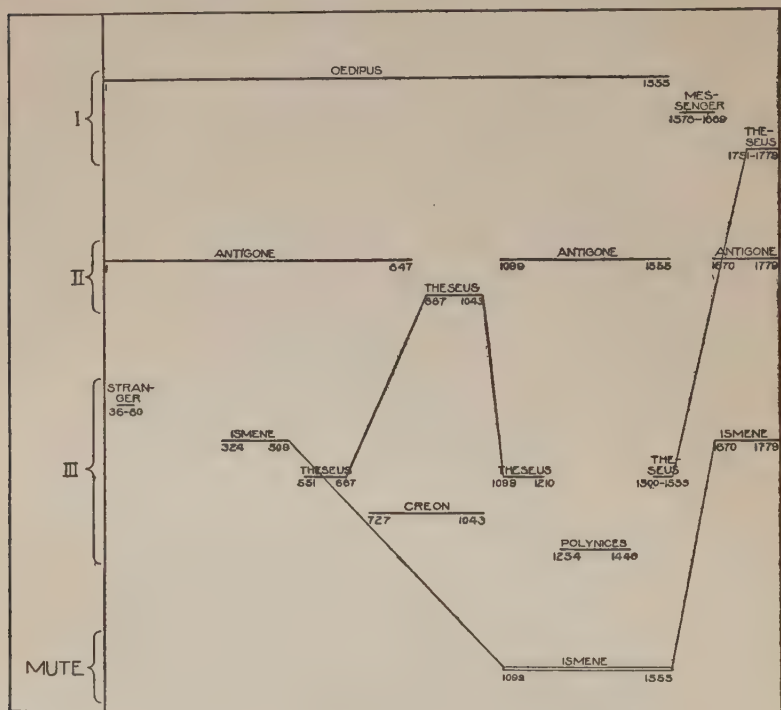 OEDIPUS
1 1555
I
MES-
SENGER
1578-1669
THE-
SEUS
1751-1779
ANTIGONE
1 847
ANTIGONE
1099 1555
ANTIGONE
1670 1779
II
THESEUS
887 1043
STRAN-
GER
36-80
III
ISMENE
324 509
THESEUS
551 667
THESEUS
1099 1210
THE-
SEUS
1500-1555
ISMENE
1670 1779
CREON
727 1043
POLYNICES
1254 1446
MUTE
ISMENE
1099 1555